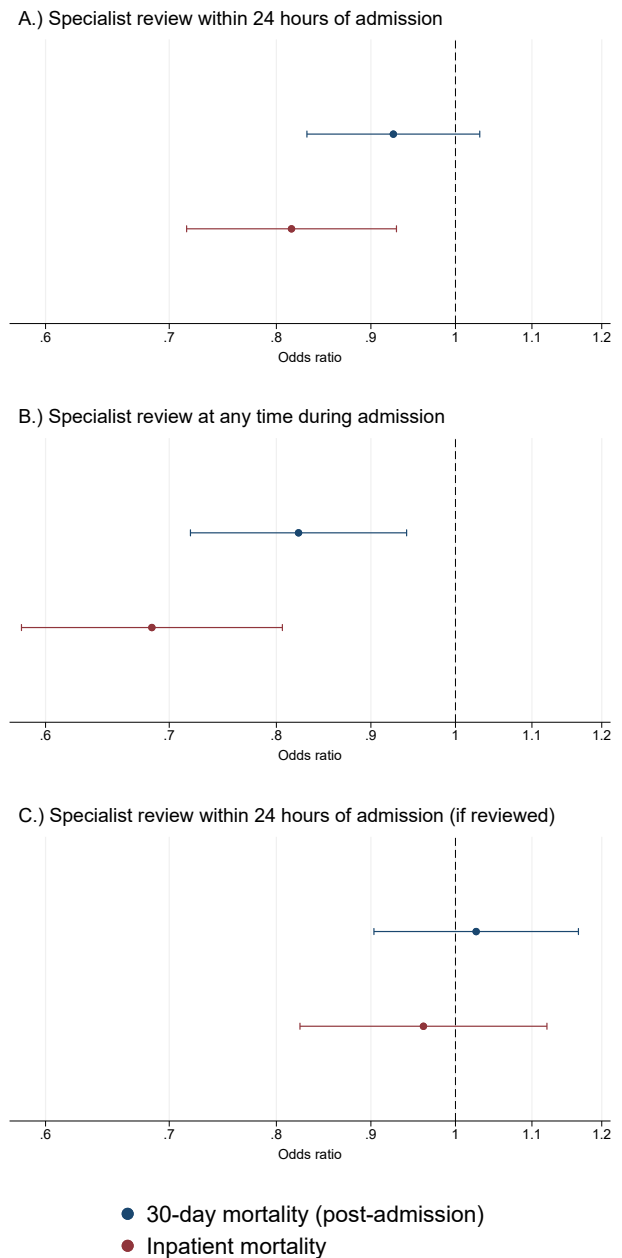 A.) Specialist review within 24 hours of admission
.6 .7 .8 .9 1 1.1 1.2
Odds ratio
B.) Specialist review at any time during admission
.6 .7 .8 .9 1 1.1 1.2
Odds ratio
C.) Specialist review within 24 hours of admission (if reviewed)
.6 .7 .8 .9 1 1.1 1.2
Odds ratio
30-day mortality (post-admission)
Inpatient mortality